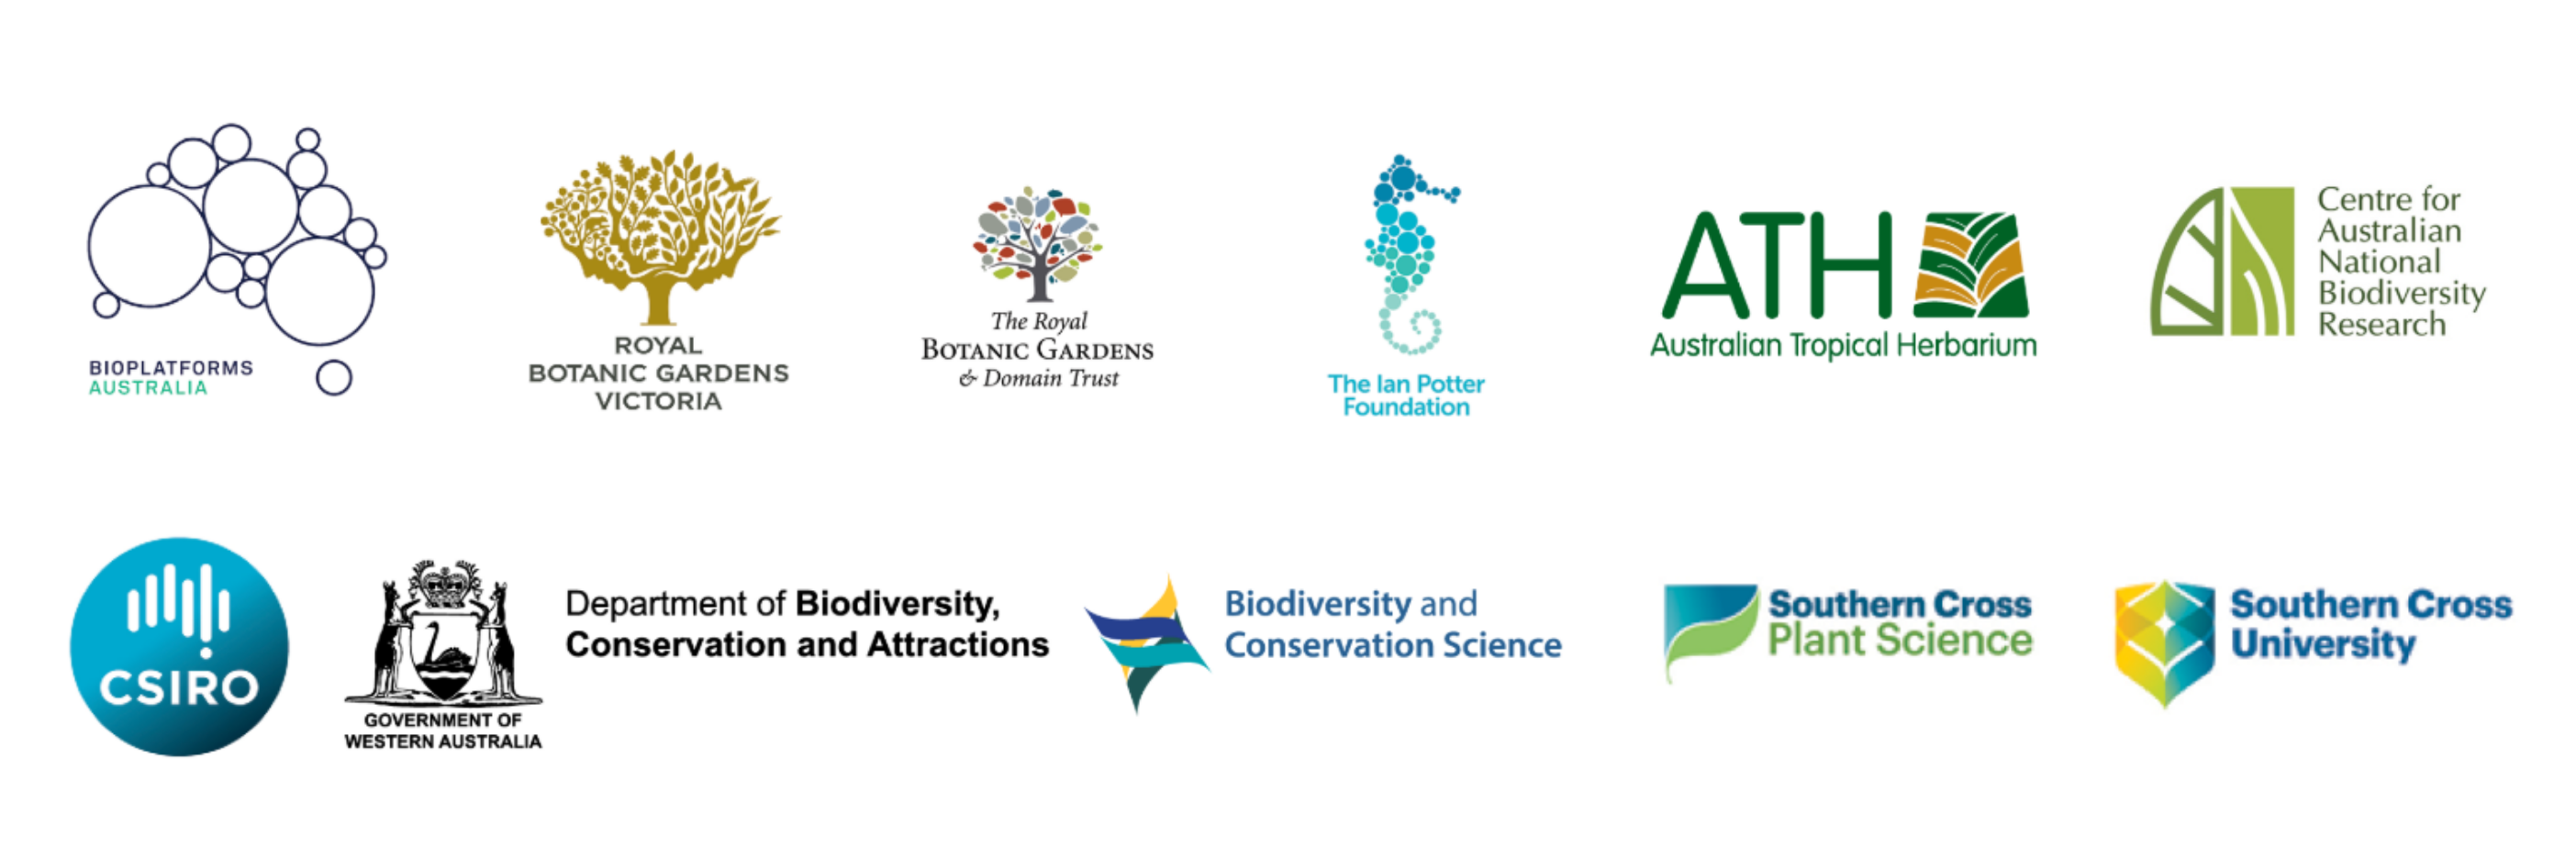 BIOPLATFORMS
AUSTRALIA
ROYAL
BOTANIC GARDENS
VICTORIA
The Royal
BOTANIC GARDENS
& Domain Trust
The Ian Potter
Foundation
ATH
Australian Tropical Herbarium
Centre for
Australian
National
Biodiversity
Research
CSIRO
GOVERNMENT OF
WESTERN AUSTRALIA
Department of Biodiversity,
Conservation and Attractions
Biodiversity and
Conservation Science
Southern Cross
Plant Science
Southern Cross
University